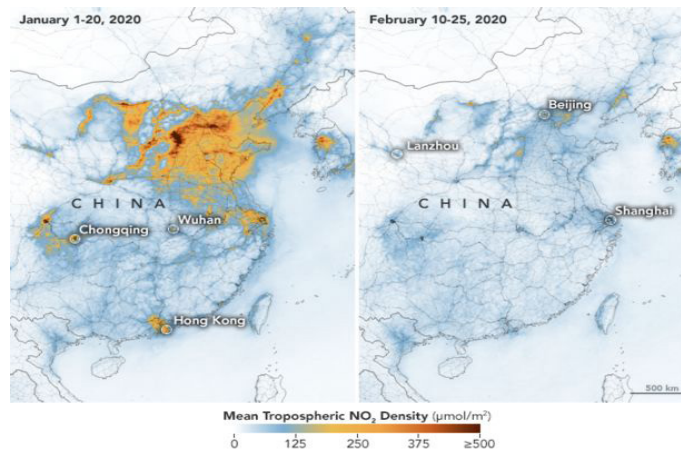 January 1-20, 2020
CHINA
Wuhan
Chongqing
Hong Kong
February 10-25, 2020
Beijing
Lanzhou
CHINA
Shanghai
500 km
Mean Tropospheric NO₂ Density (μmol/m²)
0 125 250 375 ≥500